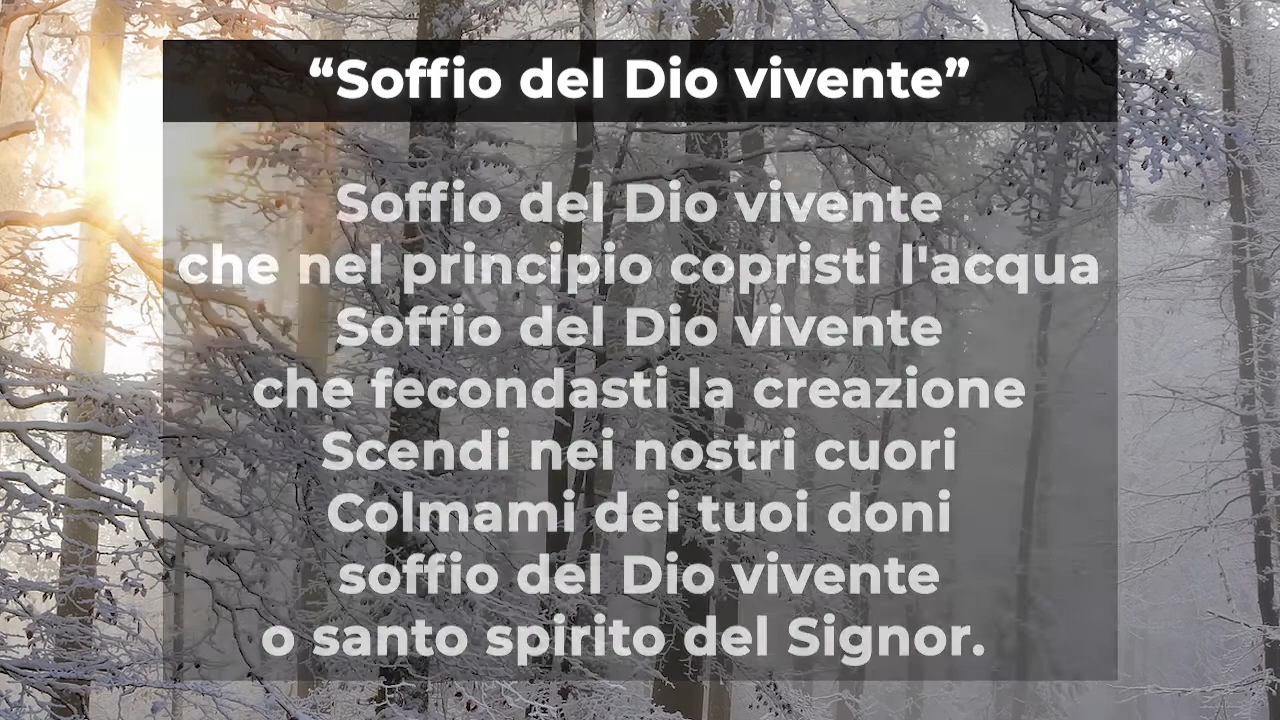 “Soffio del Dio vivente”
Soffio del Dio vivente
che nel principio copristi l'acqua
Soffio del Dio vivente
che fecondasti la creazione
Scendi nei nostri cuori
Colmami dei tuoi doni
soffio del Dio vivente
o santo spirito del Signor.